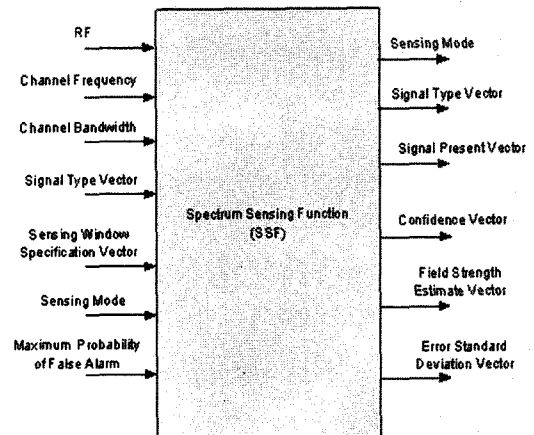 RF
Channel Frequency
Channel Bandwidth
Signal Type Vector
Sensing Window
Specification Vector
Sensing Mode
Maximum Probability
of False Alarm
Spectrum Sensing Function
(SSF)
Sensing Mode
Signal Type Vector
Signal Present Vector
Confidence Vector
Field Strength
Estimate Vector
Error Standard
Deviation Vector